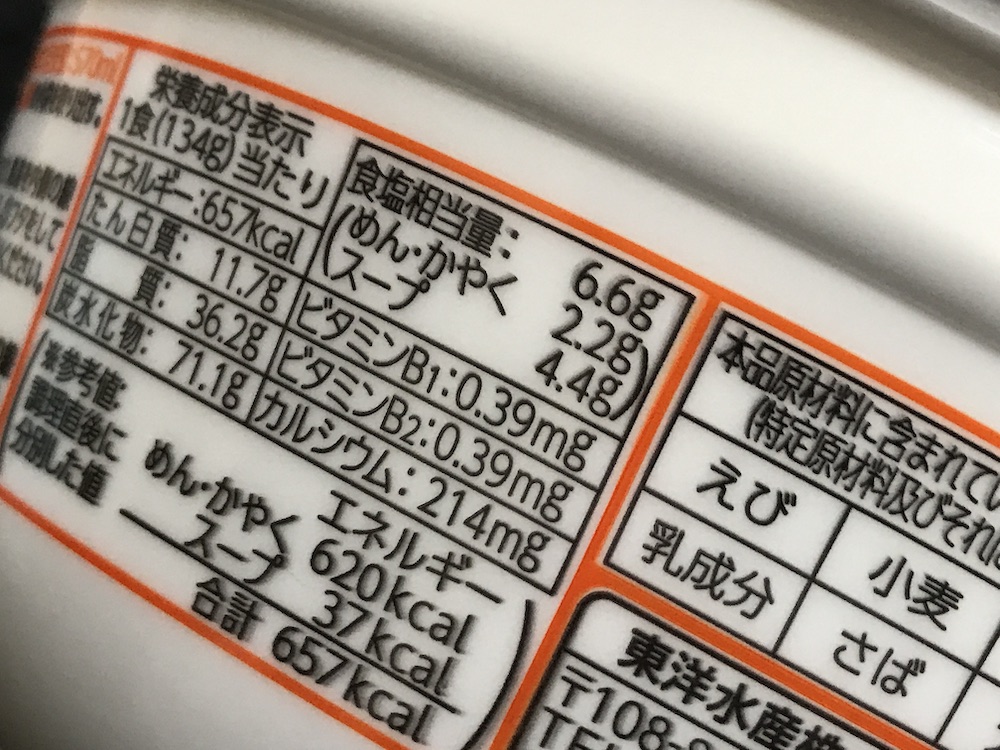 570ml
栄養成分表示
1食(134g)当たり
エネルギー:657kcal
たん白質: 11.7g
脂 質: 36.2g
炭水化物: 71.1g
食塩相当量: 6.6g
(めん・かやく 2.2g
スープ 4.4g)
ビタミンB1:0.39mg
ビタミンB2:0.39mg
カルシウム: 214mg
(※参考値:
調理直後に
分別した値
エネルギー
めん・かやく 620kcal
スープ 37kcal
合計 657kcal)
本品原材料に含まれてい
(特定原材料及びそれに
えび 小麦
乳成分 さば
東洋水産株
〒108-8
TEL